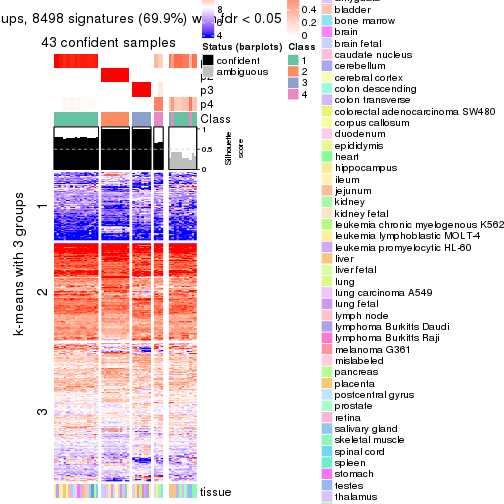 ups, 8498 signatures (69.9%) with fdr < 0.05
43 confident samples
p3
p4
Class
1
0.5
0
Silhouette
score
k-means with 3 groups
1
2
3
tissue
8
6
4
Status (barplots)
confident
ambiguous
0.4
0.2
0
Class
1
2
3
4
bladder
bone marrow
brain
brain fetal
caudate nucleus
cerebellum
cerebral cortex
colon descending
colon transverse
colorectal adenocarcinoma SW480
corpus callosum
duodenum
epididymis
heart
hippocampus
ileum
jejunum
kidney
kidney fetal
leukemia chronic myelogenous K562
leukemia lymphoblastic MOLT-4
leukemia promyelocytic HL-60
liver
liver fetal
lung
lung carcinoma A549
lung fetal
lymph node
lymphoma Burkitts Daudi
lymphoma Burkitts Raji
melanoma G361
mislabeled
pancreas
placenta
postcentral gyrus
prostate
retina
salivary gland
skeletal muscle
spinal cord
spleen
stomach
testes
thalamus